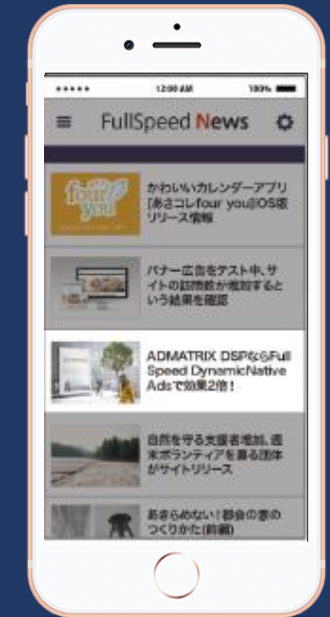 12:00 AM 100%
FullSpeed News
four
you
かわいいカレンダーアプリ
[あさコレfour you]iOS版
リリース情報
バナー広告をテスト中、サ
イトの訪問数が増加すると
いう結果を確認
ADMATRIX DSPならFull
Speed DynamicNative
Adsで効果2倍!
自然を守る支援者増加、週
末ボランティアを募る団体
がサイトリリース
あきらめない!都会の恋の
つくりかた(前編)